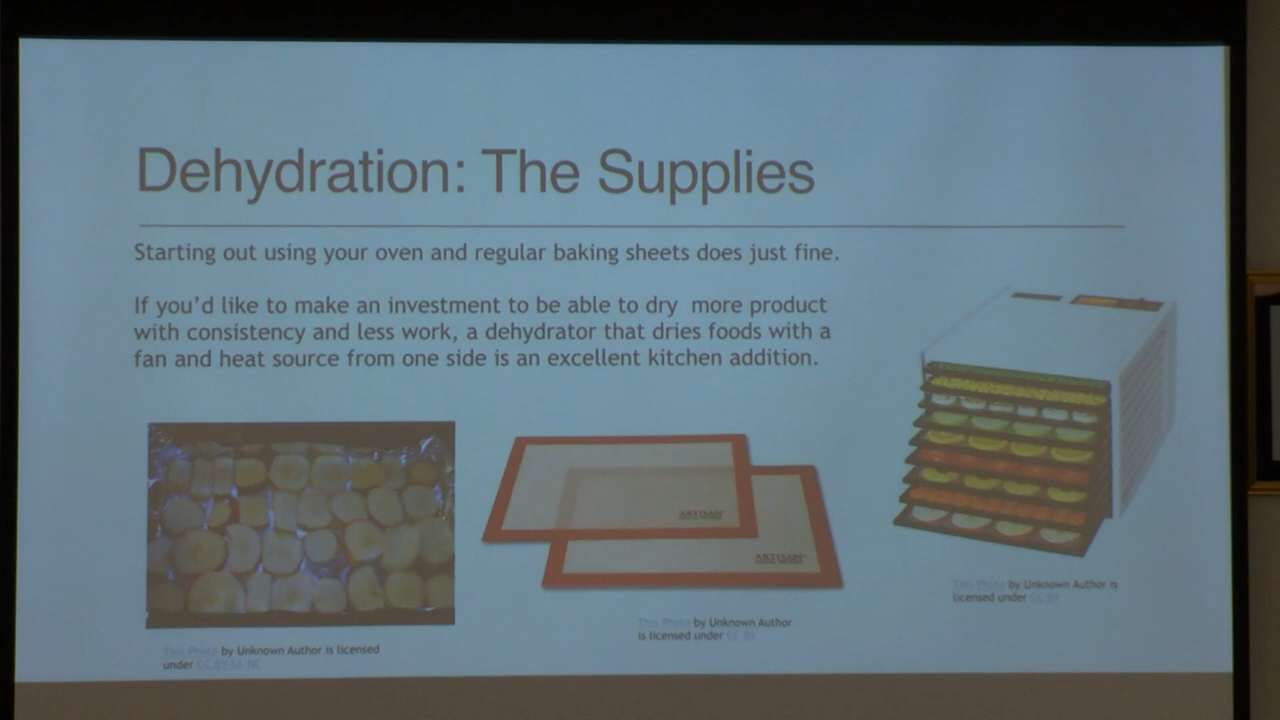 Dehydration: The Supplies
Starting out using your oven and regular baking sheets does just fine.
If you'd like to make an investment to be able to dry more product
with consistency and less work, a dehydrator that dries foods with a
fan and heat source from one side is an excellent kitchen addition.
ARTISAN
ARTISAN
This Photo by Unknown Author is
licensed under CC BY
This Photo by Unknown Author
is licensed under CC BY
This Photo by Unknown Author is licensed
under CC BY-SA-NC